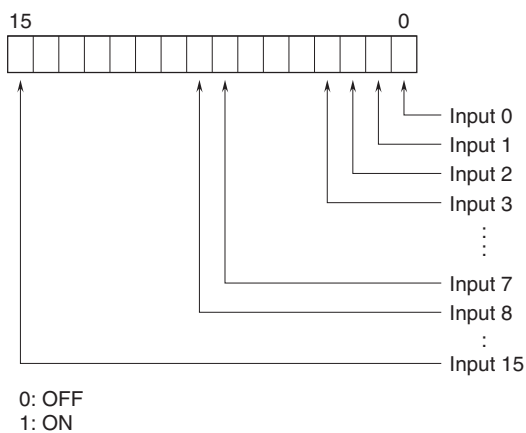 15 0
Input 0
Input 1
Input 2
Input 3
Input 7
Input 8
Input 15
0: OFF
1: ON